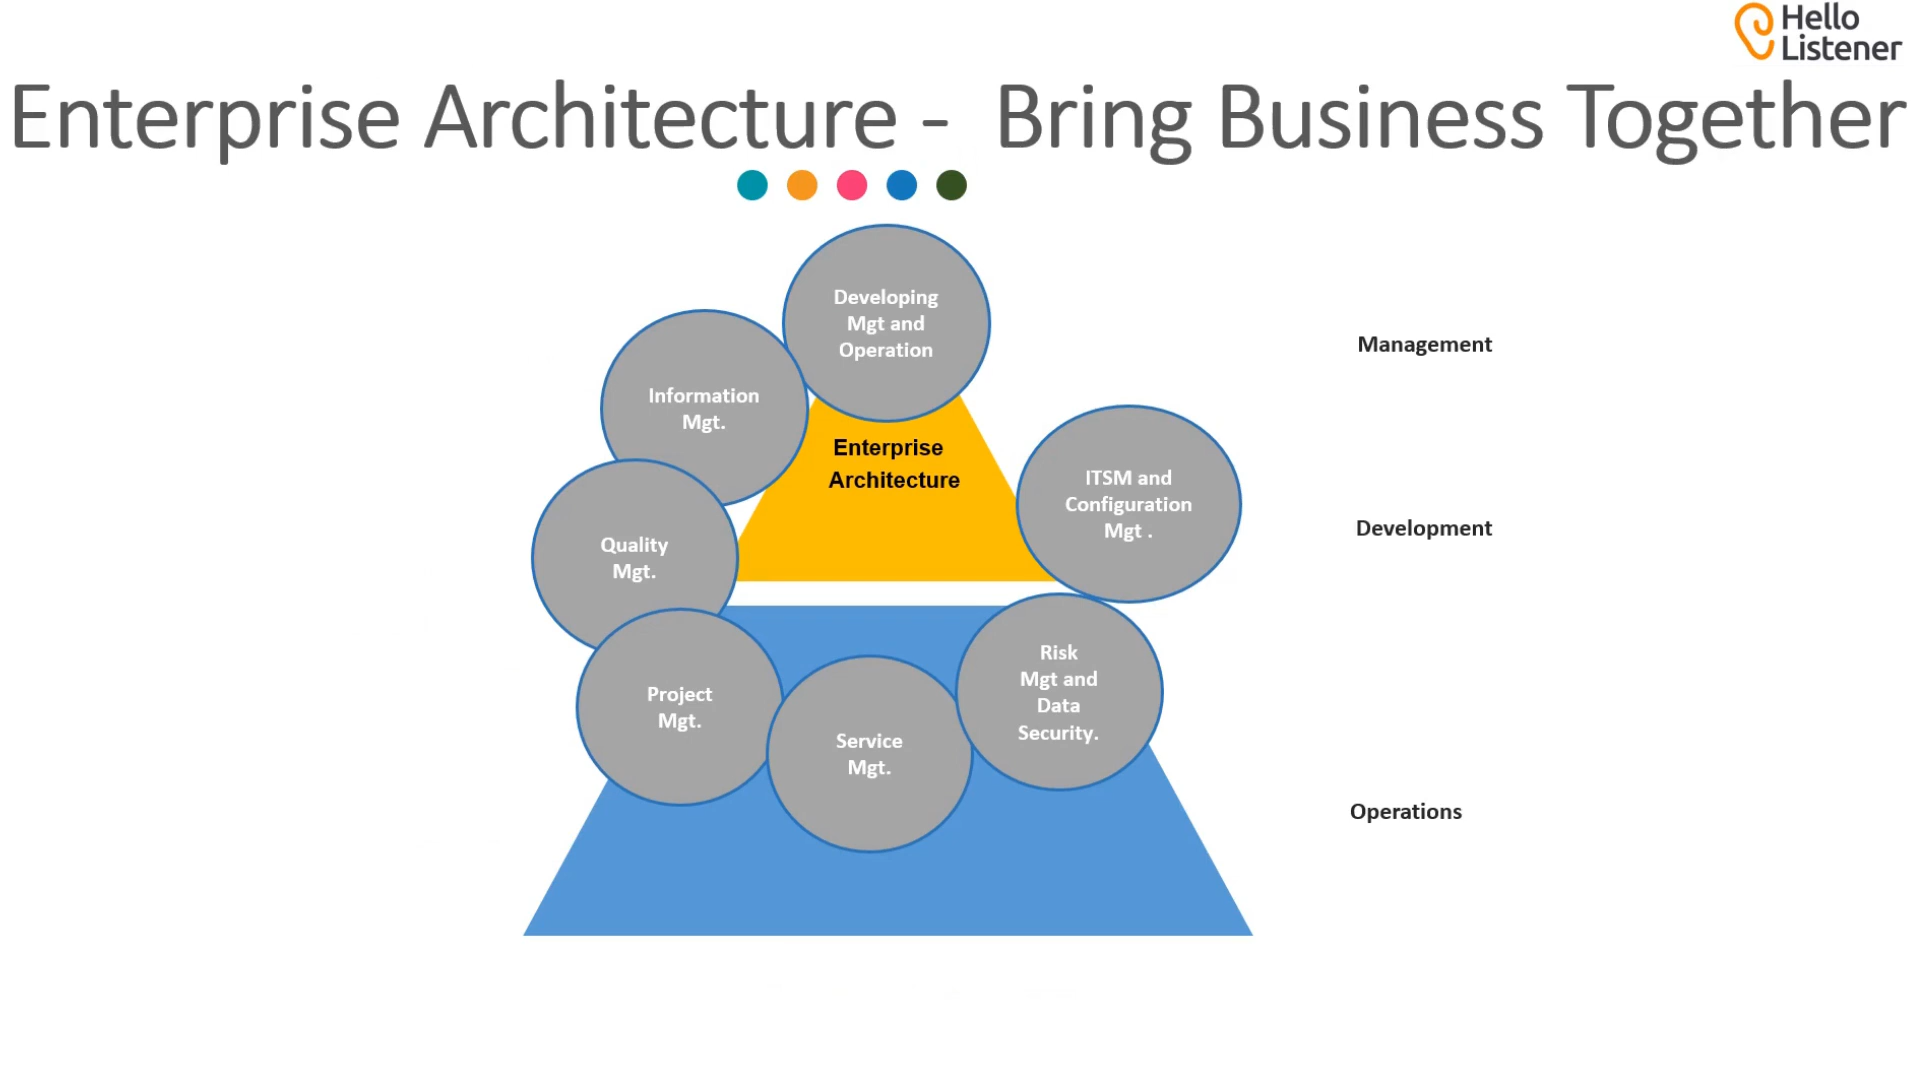 Hello
Listener
Enterprise Architecture - Bring Business Together
Developing
Mgt and
Operation
Management
Information
Mgt.
Enterprise
Architecture
ITSM and
Configuration
Mgt .
Development
Quality
Mgt.
Risk
Mgt and
Data
Security.
Project
Mgt.
Service
Mgt.
Operations